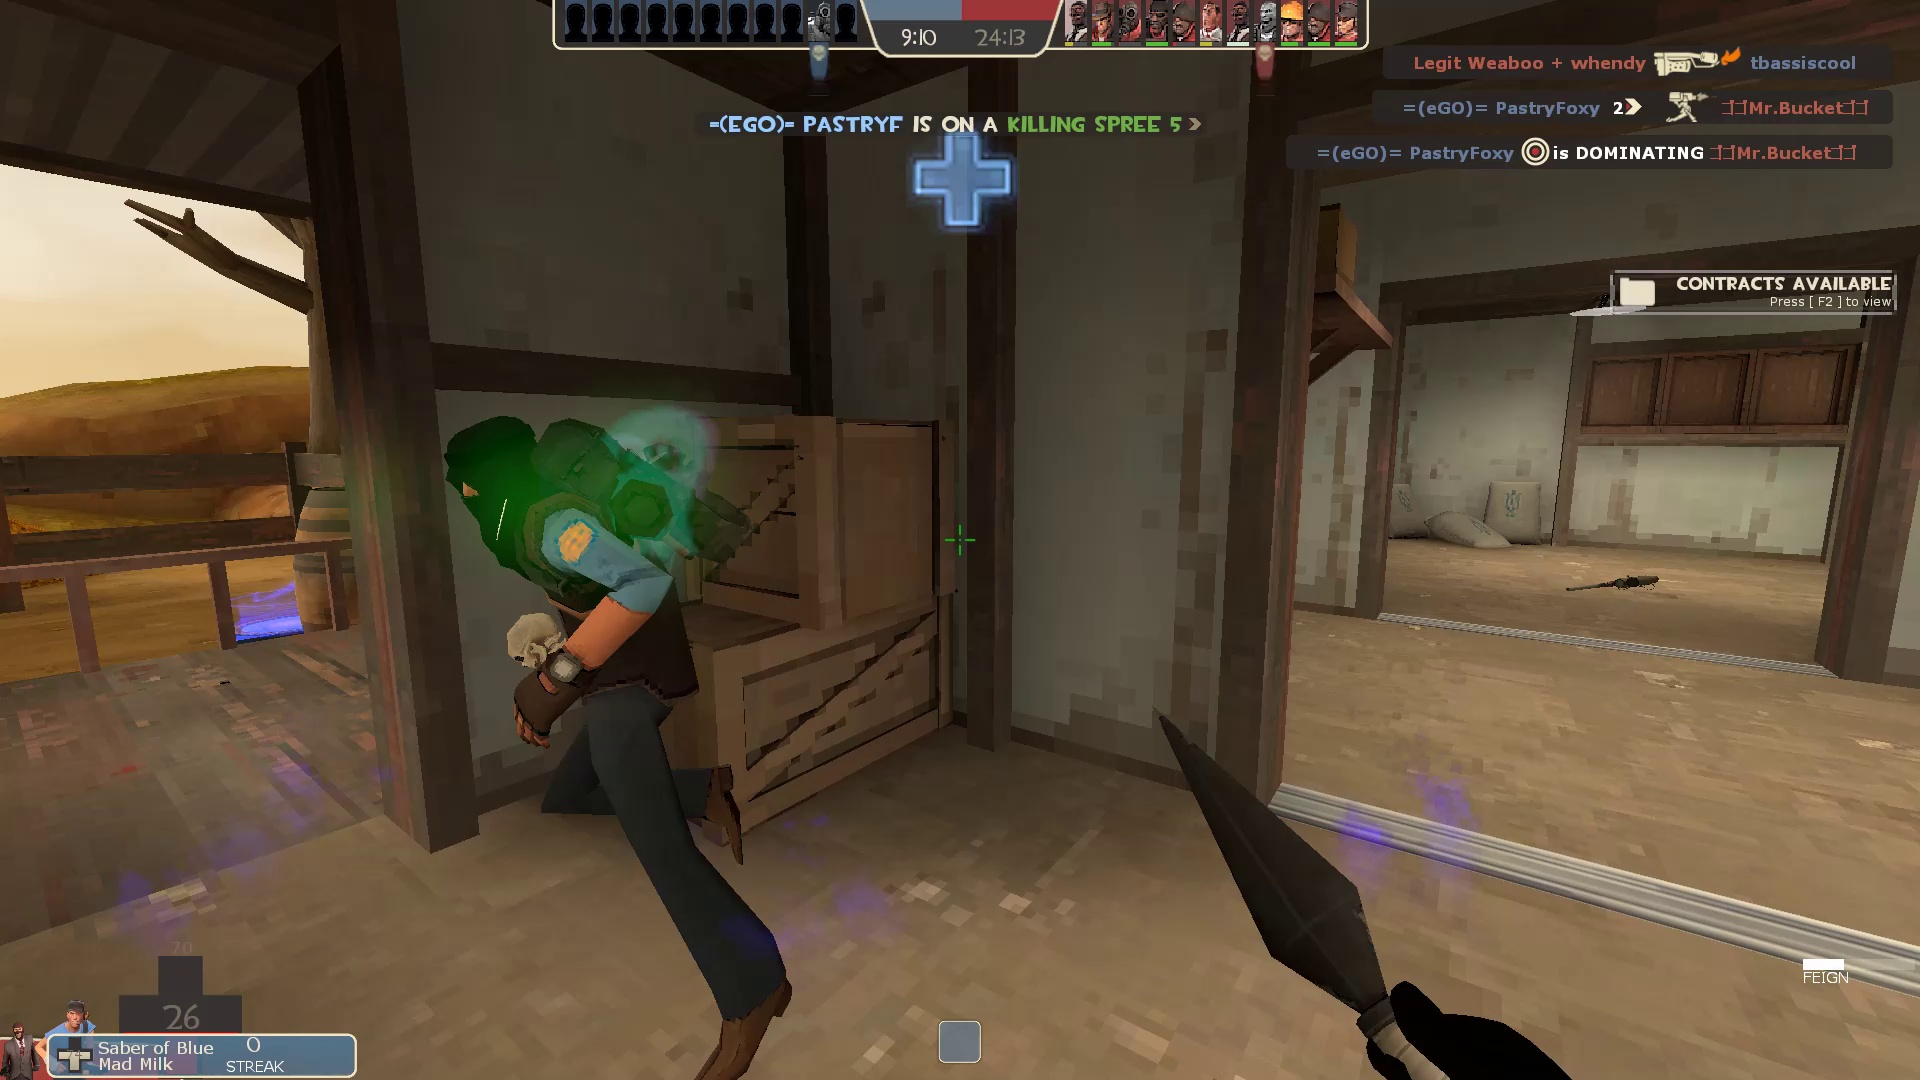 9:10 24:13
Legit Weaboo + whendy tbassiscool
=(eGO)= PastryFoxy 2 Mr.Bucket
=(eGO)= PastryFoxy is DOMINATING Mr.Bucket
=(EGO)= PASTRYF IS ON A KILLING SPREE 5 >
CONTRACTS AVAILABLE
Press [ F2 ] to view
70
26
FEIGN
Saber of Blue 0
Mad Milk STREAK